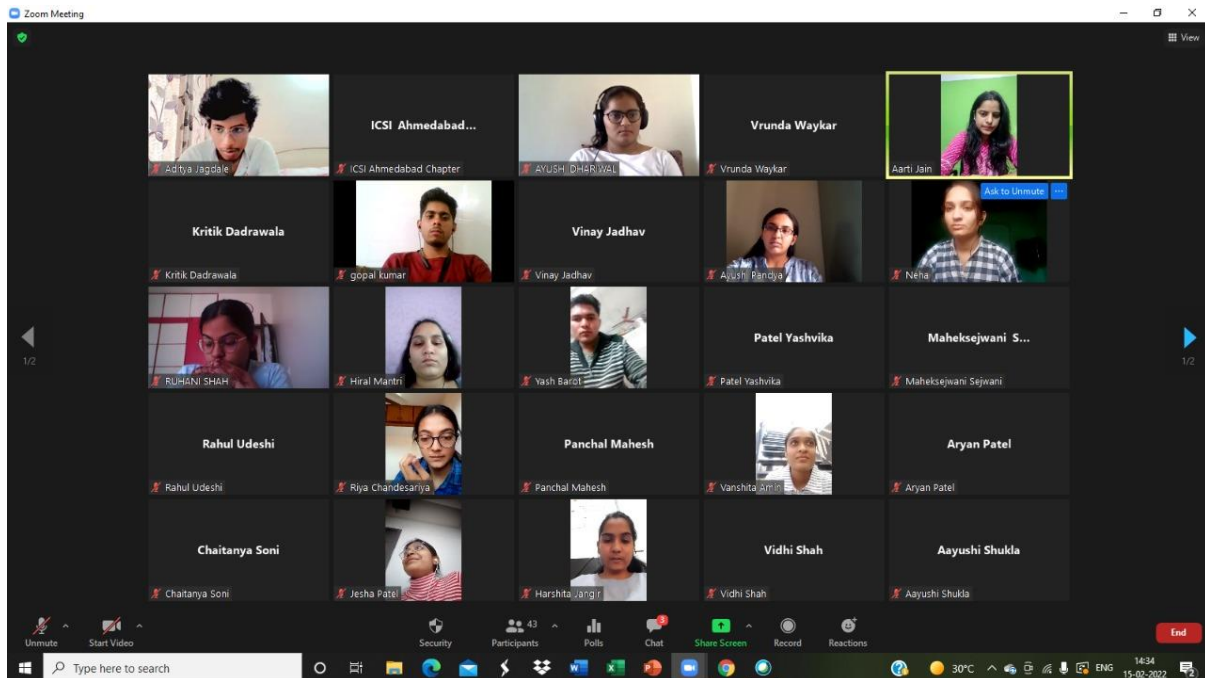 Zoom Meeting
View
Aditya Jagdale
ICSI Ahmedabad...
ICSI Ahmedabad Chapter
AYUSHI DHARIWAL
Vrunda Waykar
Vrunda Waykar
Aarti Jain
Kritik Dadrawala
Kritik Dadrawala
gopal kumar
Vinay Jadhav
Vinay Jadhav
Ayushi Pandya
Ask to Unmute ...
Neha
RUHANI SHAH
Hiral Mantri
Yash Barot
Patel Yashvika
Patel Yashvika
Maheksejwani S...
Maheksejwani Sejwani
1/2
1/2
Rahul Udeshi
Rahul Udeshi
Riya Chandesariya
Panchal Mahesh
Panchal Mahesh
Vanshita Amin
Aryan Patel
Aryan Patel
Chaitanya Soni
Chaitanya Soni
Jesha Patel
Harshita Jangir
Vidhi Shah
Vidhi Shah
Aayushi Shukla
Aayushi Shukla
Unmute
Start Video
Security
43
Participants
Polls
3
Chat
Share Screen
Record
Reactions
End
Type here to search
30°C
ENG
14:34
15-02-2022
2